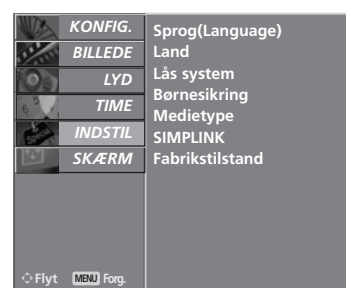 KONFIG.
BILLEDE
LYD
TIME
INDSTIL
SKÆRM
Sprog(Language)
Land
Lås system
Børnesikring
Medietype
SIMPLINK
Fabrikstilstand
Flyt MENU Forg.